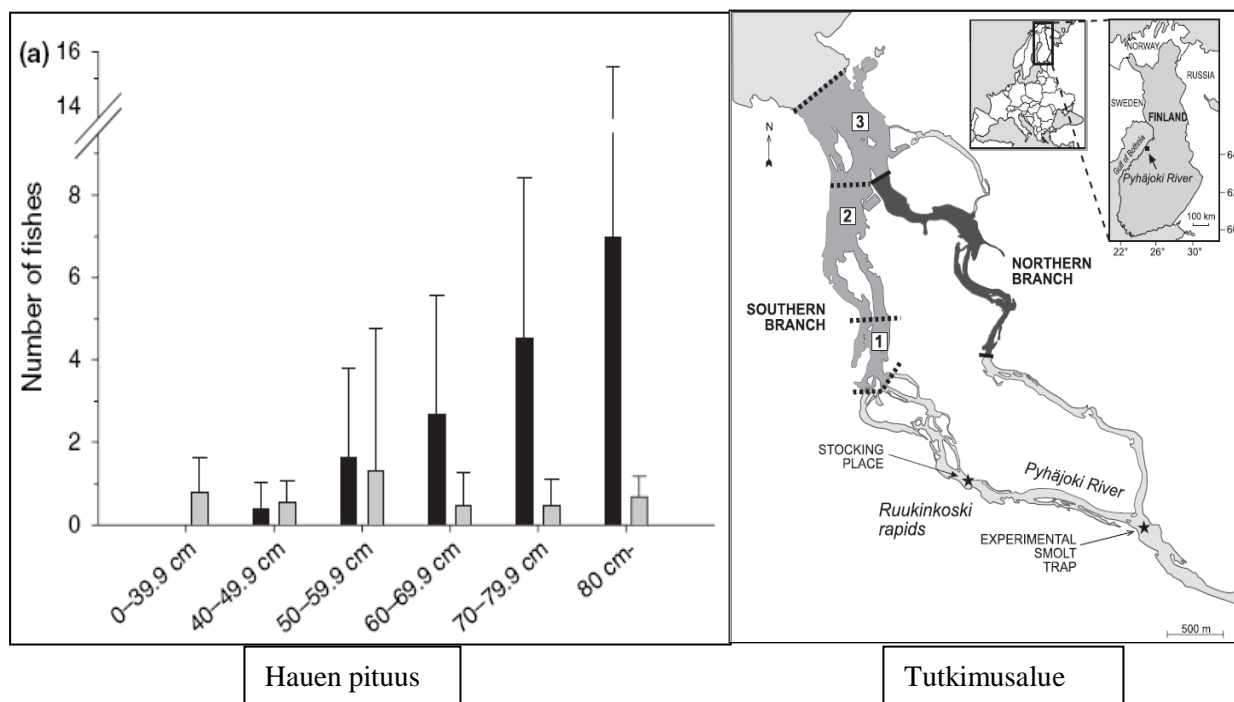 (a)
16
14
8
6
4
2
0
Number of fishes
0–39.9 cm
40–49.9 cm
50–59.9 cm
60–69.9 cm
70–79.9 cm
80 cm-
Hauen pituus
N
3
2
1
SOUTHERN
BRANCH
NORTHERN
BRANCH
STOCKING
PLACE
Ruukinkoski
rapids
Pyhäjoki River
EXPERIMENTAL
SMOLT
TRAP
500 m
NORWAY
RUSSIA
SWEDEN
FINLAND
Gulf of Bothnia
Pyhäjoki River
100 km
22°
26°
30°
Tutkimusalue